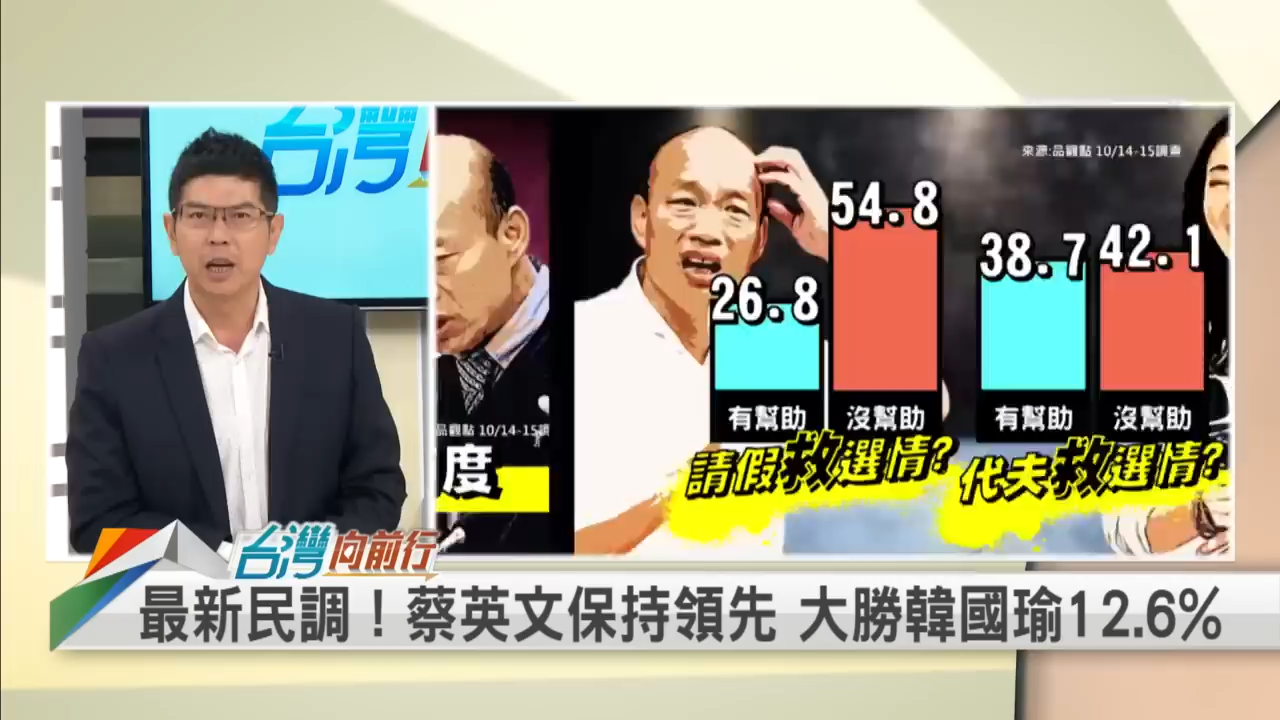 台灣
來源:品觀點 10/14-15調查
54.8
38.7
42.1
26.8
有幫助
沒幫助
有幫助
沒幫助
品觀點 10/14-15調
度
請假救選情?
代夫救選情?
台灣向前行
最新民調!蔡英文保持領先 大勝韓國瑜12.6%